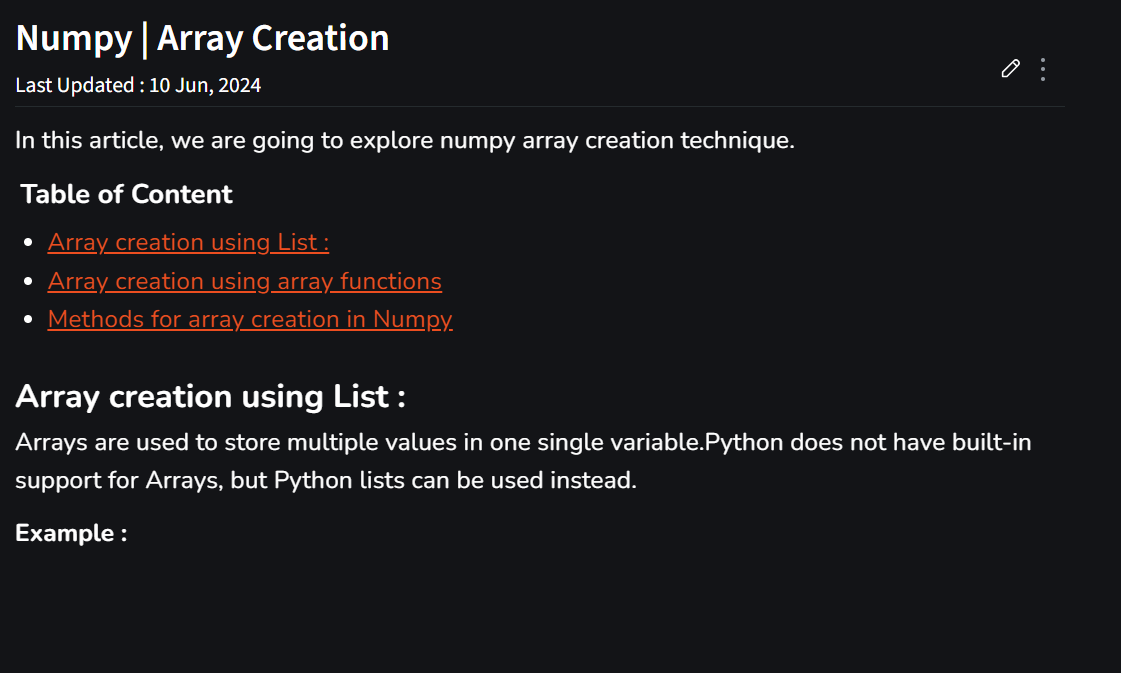 Numpy | Array Creation
Last Updated : 10 Jun, 2024
In this article, we are going to explore numpy array creation technique.
Table of Content
Array creation using List :
Array creation using array functions
Methods for array creation in Numpy
Array creation using List :
Arrays are used to store multiple values in one single variable.Python does not have built-in
support for Arrays, but Python lists can be used instead.
Example :